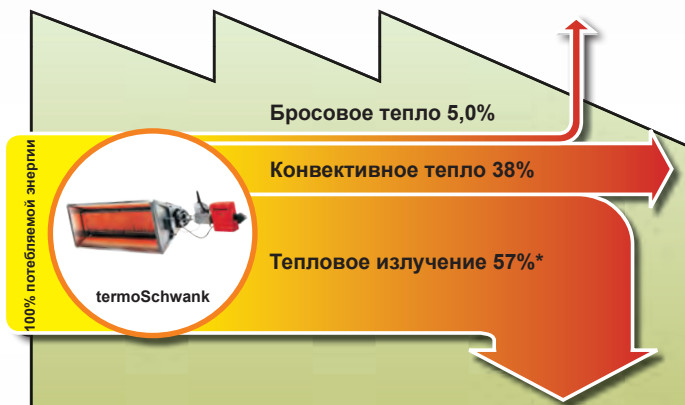 Бросовое тепло 5,0%
100% потебляемой энергии
Конвективное тепло 38%
Тепловое излучение 57%*
termoSchwank